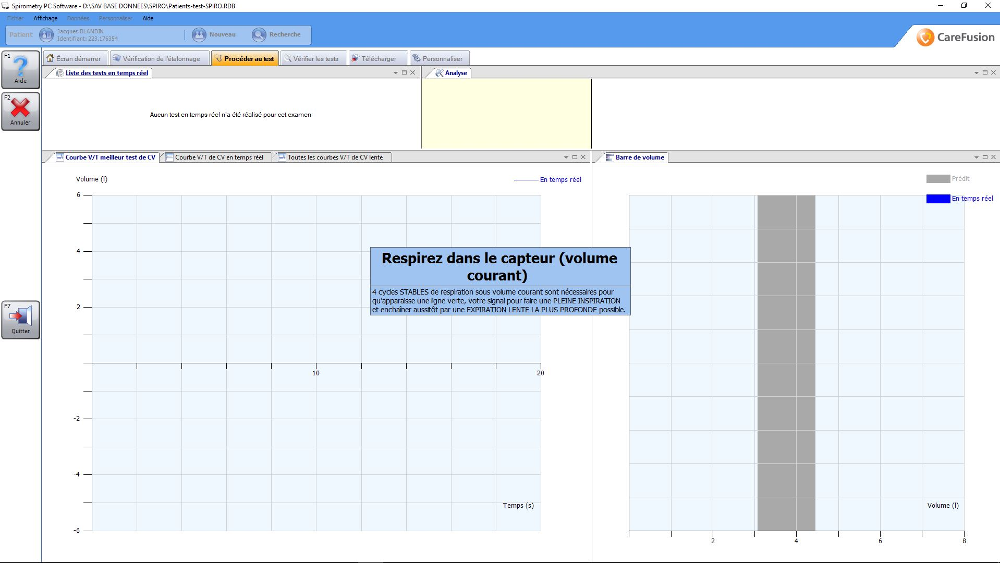 Spirometry PC Software - D:\SAV BASE DONNEES\SPIRO\Patients-test-SPIRO.RDB
Fichier Affichage Données Personnaliser Aide
Patient
Jacques BLANDIN
Identifiant: 223.176354
Nouveau
Recherche
CareFusion
F1
Aide
F2
Annuler
F7
Quitter
Écran démarrer
Vérification de l'étalonnage
Procéder au test
Vérifier les tests
Télécharger
Personnaliser
Liste des tests en temps réel
Analyse
Aucun test en temps réel n'a été réalisé pour cet examen
Courbe V/T meilleur test de CV
Courbe V/T de CV en temps réel
Toutes les courbes V/T de CV lente
Barre de volume
Volume (l)
En temps réel
6
4
2
-2
-4
-6
10
20
Temps (s)
Respirez dans le capteur (volume
courant)
4 cycles STABLES de respiration sous volume courant sont nécessaires pour
qu’apparaisse une ligne verte, votre signal pour faire une PLEINE INSPIRATION
et enchaîner aussitôt par une EXPIRATION LENTE LA PLUS PROFONDE possible.
Prédit
En temps réel
Volume (l)
2
4
6
8